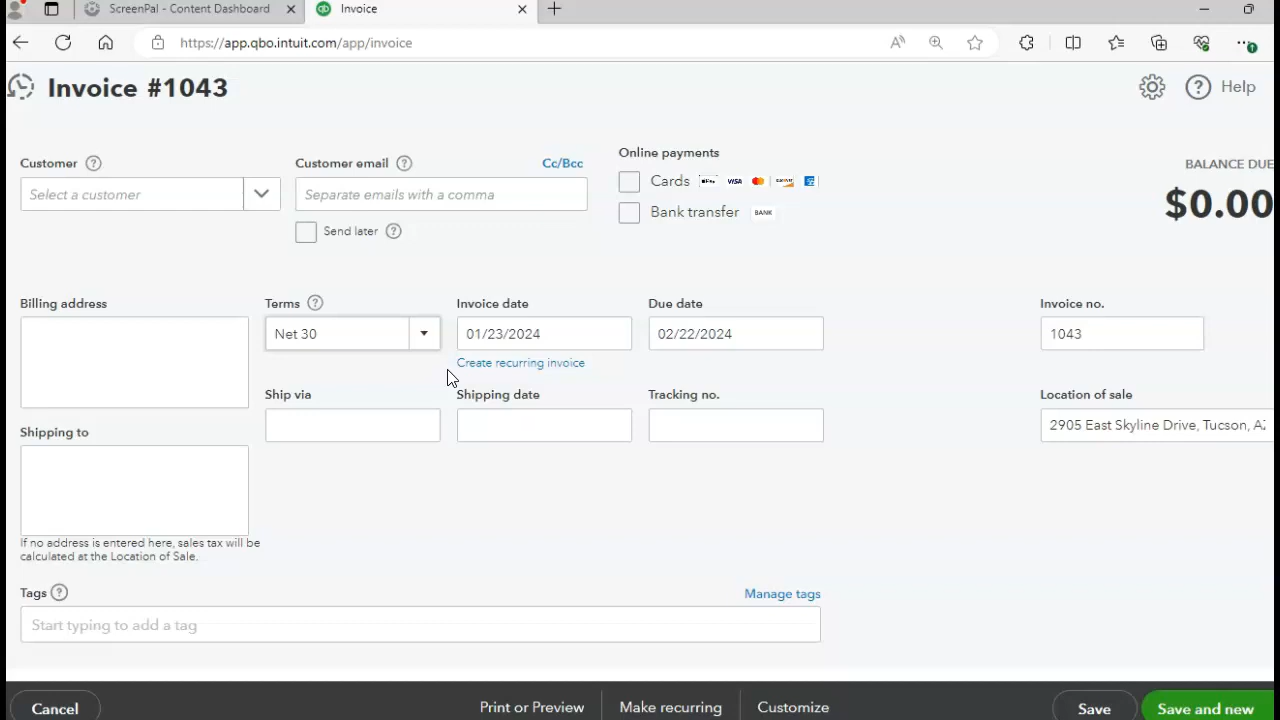 ScreenPal - Content Dashboard
Invoice
https://app.qbo.intuit.com/app/invoice
Invoice #1043
Help
Customer
Customer email
Cc/Bcc
Online payments
BALANCE DUE
Select a customer
Separate emails with a comma
Cards
VISA
$0.00
Send later
Bank transfer
BANK
Billing address
Terms
Invoice date
Due date
Invoice no.
Net 30
01/23/2024
02/22/2024
1043
Create recurring invoice
Ship via
Shipping date
Tracking no.
Location of sale
2905 East Skyline Drive, Tucson, AZ
Shipping to
If no address is entered here, sales tax will be
calculated at the Location of Sale.
Tags
Manage tags
Start typing to add a tag
Cancel
Print or Preview
Make recurring
Customize
Save
Save and new